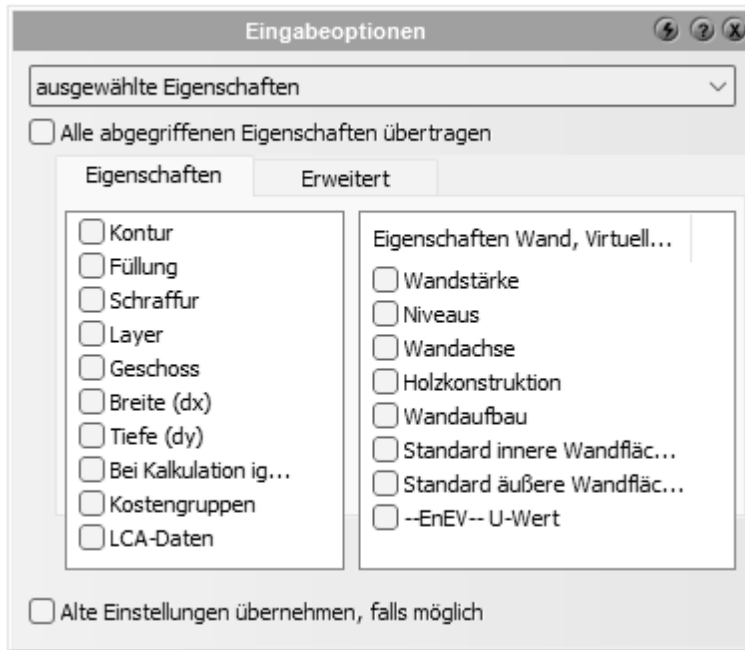 Eingabeoptionen
ausgewählte Eigenschaften
Alle abgegriffenen Eigenschaften übertragen
Eigenschaften
Erweitert
Kontur
Füllung
Schraffur
Layer
Geschoss
Breite (dx)
Tiefe (dy)
Bei Kalkulation ig...
Kostengruppen
LCA-Daten
Eigenschaften Wand, Virtuell...
Wandstärke
Niveaus
Wandachse
Holzkonstruktion
Wandaufbau
Standard innere Wandfläc...
Standard äußere Wandfläc...
--EnEV-- U-Wert
Alte Einstellungen übernehmen, falls möglich